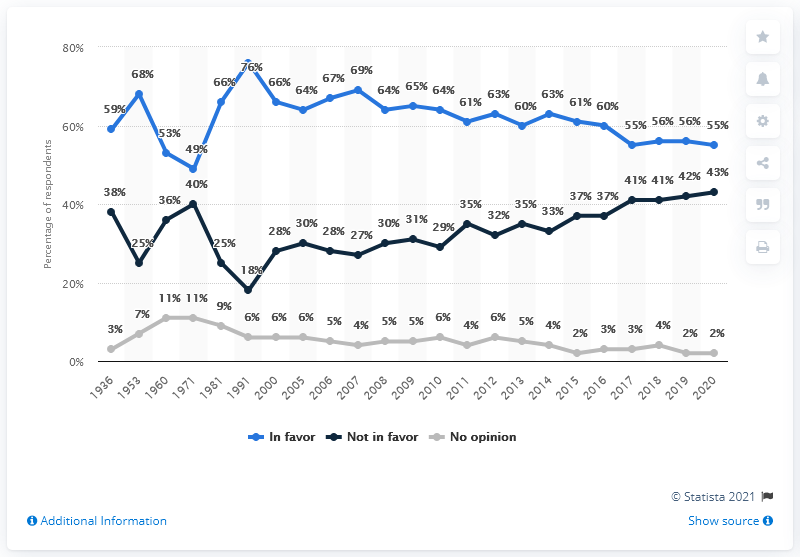 80%
60%
40%
20%
0%
Percentage of respondents
59% 68% 53% 49% 66% 76% 66% 64% 67% 69% 64% 65% 64% 61% 63% 60% 63% 61% 60% 55% 56% 56% 55%
38% 25% 36% 40% 25% 18% 28% 30% 28% 27% 30% 31% 29% 35% 32% 35% 33% 37% 37% 41% 41% 42% 43%
3% 7% 11% 11% 9% 6% 6% 6% 5% 4% 5% 5% 6% 4% 6% 5% 4% 2% 3% 3% 4% 2% 2%
1936 1953 1960 1971 1981 1991 2000 2005 2006 2007 2008 2009 2010 2011 2012 2013 2014 2015 2016 2017 2018 2019 2020
In favor Not in favor No opinion
© Statista 2021
Additional Information Show source